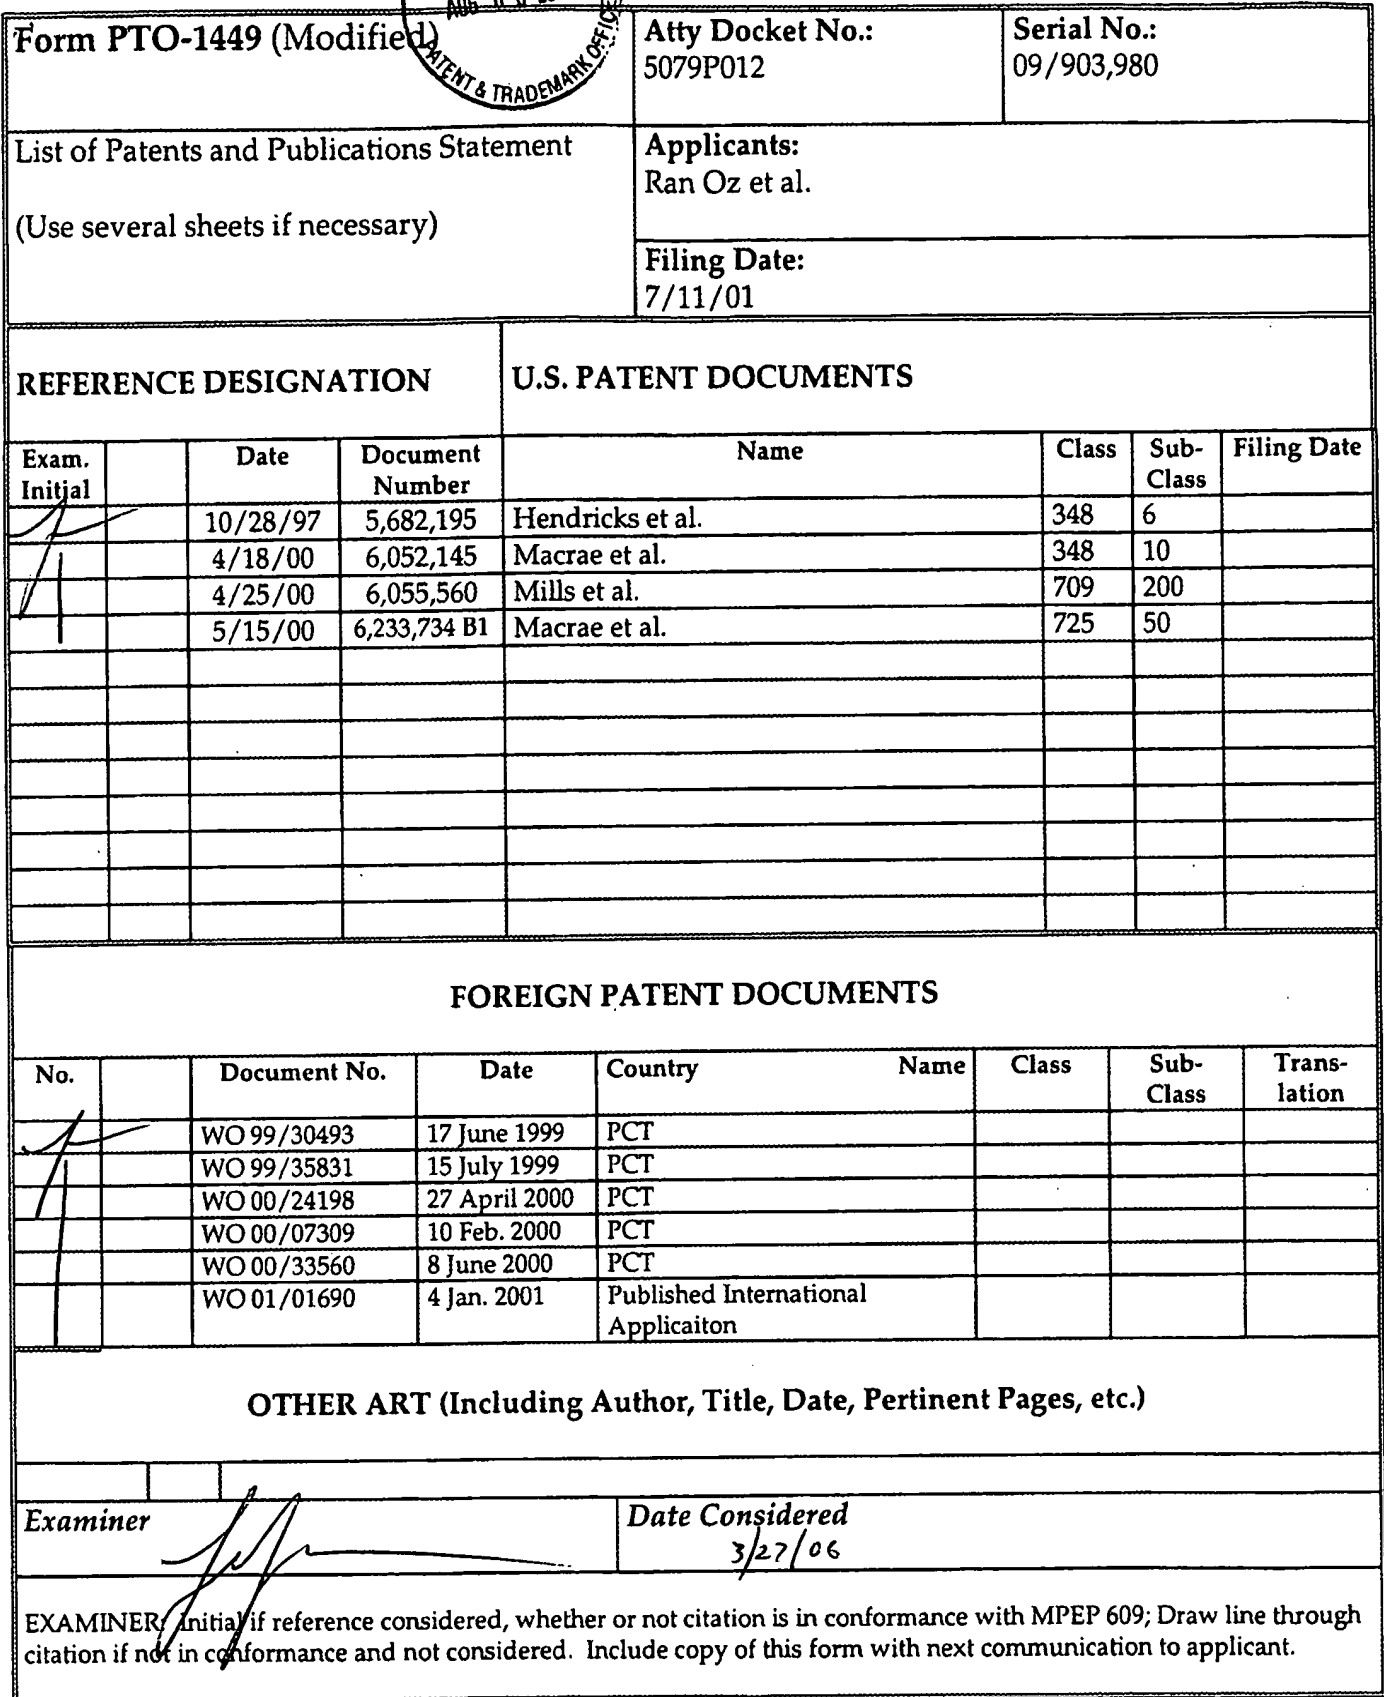 Form PTO-1449 (Modified)
AUG
PATENT & TRADEMARK OFFICE
Atty Docket No.:
5079P012
Serial No.:
09/903,980
List of Patents and Publications Statement
(Use several sheets if necessary)
Applicants:
Ran Oz et al.
Filing Date:
7/11/01
REFERENCE DESIGNATION
U.S. PATENT DOCUMENTS
Exam. Initial Date Document Number Name Class Sub-Class Filing Date
10/28/97 5,682,195 Hendricks et al. 348 6
4/18/00 6,052,145 Macrae et al. 348 10
4/25/00 6,055,560 Mills et al. 709 200
5/15/00 6,233,734 B1 Macrae et al. 725 50
FOREIGN PATENT DOCUMENTS
No. Document No. Date Country Name Class Sub-Class Trans-lation
WO 99/30493 17 June 1999 PCT
WO 99/35831 15 July 1999 PCT
WO 00/24198 27 April 2000 PCT
WO 00/07309 10 Feb. 2000 PCT
WO 00/33560 8 June 2000 PCT
WO 01/01690 4 Jan. 2001 Published International
Applicaiton
OTHER ART (Including Author, Title, Date, Pertinent Pages, etc.)
Examiner
Date Considered
3/27/06
EXAMINER: Initial if reference considered, whether or not citation is in conformance with MPEP 609; Draw line through
citation if not in conformance and not considered. Include copy of this form with next communication to applicant.